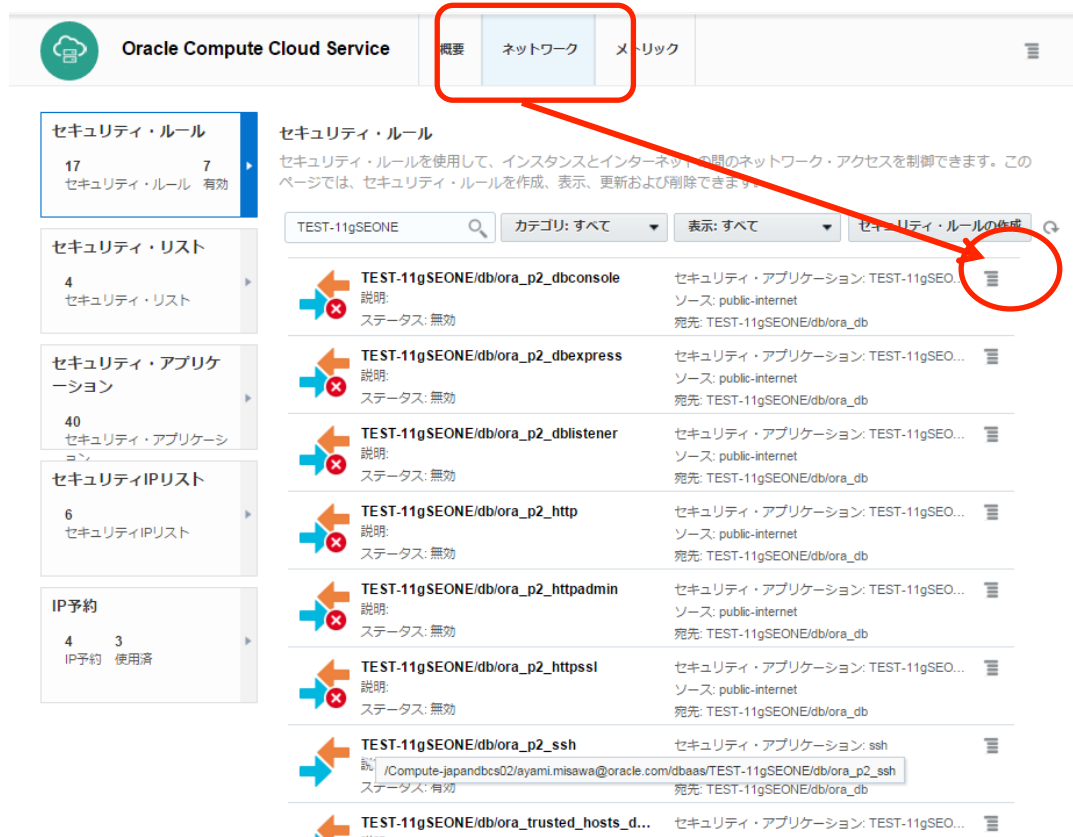 Oracle Compute Cloud Service
概要
ネットワーク
メトリック
セキュリティ・ルール
17 7
セキュリティ・ルール 有効
セキュリティ・リスト
4
セキュリティ・リスト
セキュリティ・アプリケ
ーション
40
セキュリティ・アプリケーシ
ョン
セキュリティIPリスト
6
セキュリティIPリスト
IP予約
4 3
IP予約 使用済
セキュリティ・ルール
セキュリティ・ルールを使用して、インスタンスとインターネットの間のネットワーク・アクセスを制御できます。この
ページでは、セキュリティ・ルールを作成、表示、更新および削除できます。
TEST-11gSEONE
カテゴリ: すべて
表示: すべて
セキュリティ・ルールの作成
TEST-11gSEONE/db/ora_p2_dbconsole
説明:
ステータス: 無効
セキュリティ・アプリケーション: TEST-11gSEO...
ソース: public-internet
宛先: TEST-11gSEONE/db/ora_db
TEST-11gSEONE/db/ora_p2_dbexpress
説明:
ステータス: 無効
セキュリティ・アプリケーション: TEST-11gSEO...
ソース: public-internet
宛先: TEST-11gSEONE/db/ora_db
TEST-11gSEONE/db/ora_p2_dblistener
説明:
ステータス: 無効
セキュリティ・アプリケーション: TEST-11gSEO...
ソース: public-internet
宛先: TEST-11gSEONE/db/ora_db
TEST-11gSEONE/db/ora_p2_http
説明:
ステータス: 無効
セキュリティ・アプリケーション: TEST-11gSEO...
ソース: public-internet
宛先: TEST-11gSEONE/db/ora_db
TEST-11gSEONE/db/ora_p2_httpadmin
説明:
ステータス: 無効
セキュリティ・アプリケーション: TEST-11gSEO...
ソース: public-internet
宛先: TEST-11gSEONE/db/ora_db
TEST-11gSEONE/db/ora_p2_httpssl
説明:
ステータス: 無効
セキュリティ・アプリケーション: TEST-11gSEO...
ソース: public-internet
宛先: TEST-11gSEONE/db/ora_db
TEST-11gSEONE/db/ora_p2_ssh
セキュリティ・アプリケーション: ssh
/Compute-japandbcs02/ayami.misawa@oracle.com/dbaas/TEST-11gSEONE/db/ora_p2_ssh
ステータス: 有効
宛先: TEST-11gSEONE/db/ora_db
TEST-11gSEONE/db/ora_trusted_hosts_d...
セキュリティ・アプリケーション: TEST-11gSEO...